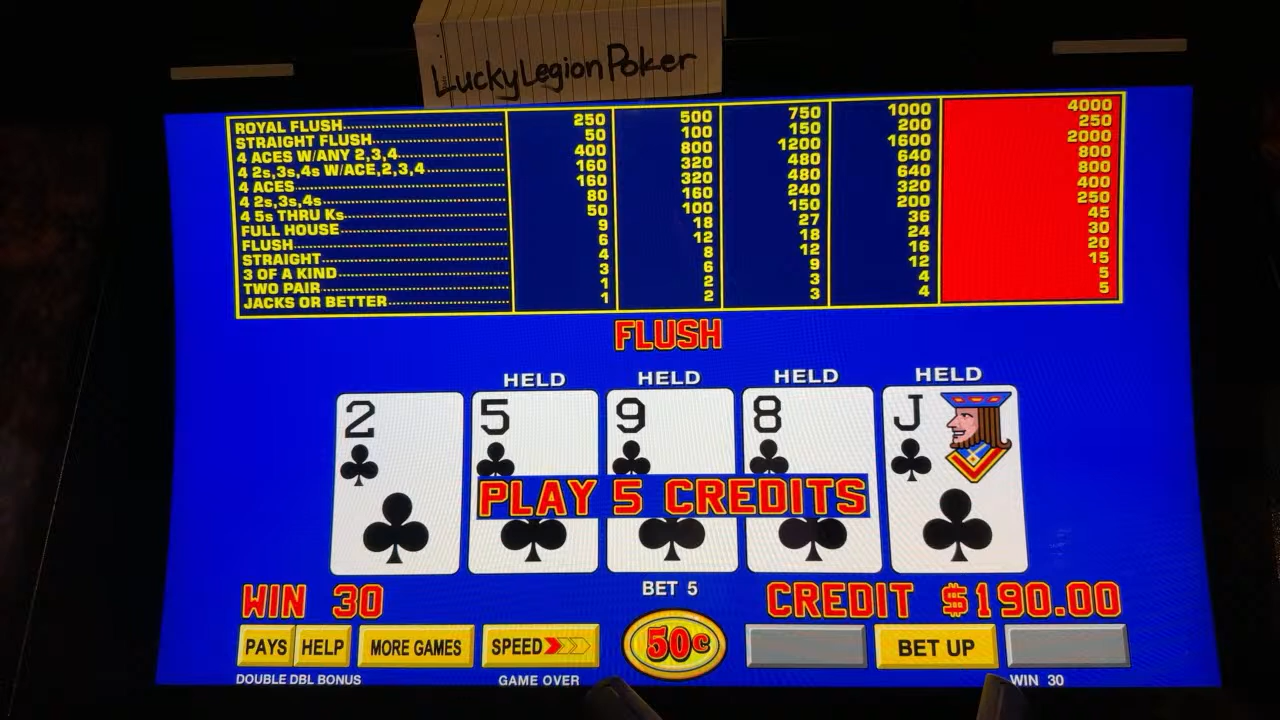 LuckyLegionPoker
ROYAL FLUSH 250 500 750 1000 4000
STRAIGHT FLUSH 50 100 150 200 250
4 ACES W/ANY 2,3,4 400 800 1200 1600 2000
4 2s,3s,4s W/ACE,2,3,4 160 320 480 640 800
4 ACES 160 320 480 640 800
4 2s,3s,4s 80 160 240 320 400
4 5s THRU Ks 50 100 150 200 250
FULL HOUSE 9 18 27 36 45
FLUSH 6 12 18 24 30
STRAIGHT 4 8 12 16 20
3 OF A KIND 3 6 9 12 15
TWO PAIR 1 2 3 4 5
JACKS OR BETTER 1 2 3 4 5
FLUSH
HELD HELD HELD HELD
2 5 9 8 J
PLAY 5 CREDITS
WIN 30 BET 5 CREDIT $190.00
PAYS HELP MORE GAMES SPEED 50¢ BET UP
DOUBLE DBL BONUS GAME OVER WIN 30